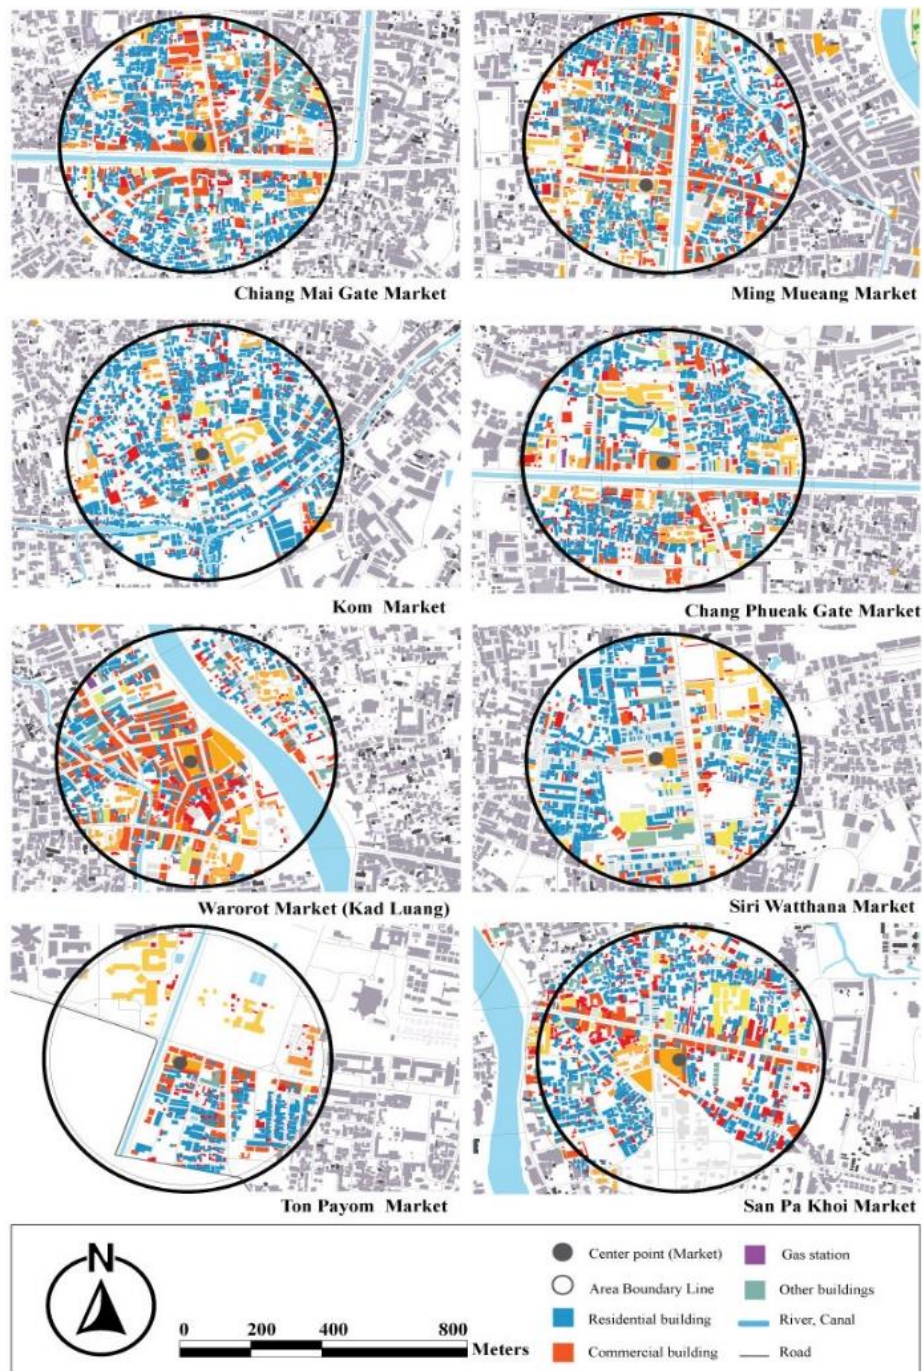 Chiang Mai Gate Market
Ming Mueang Market
Kom Market
Chang Phueak Gate Market
Warorot Market (Kad Luang)
Siri Watthana Market
Ton Payom Market
San Pa Khoi Market
N
0 200 400 800
Meters
Center point (Market)
Area Boundary Line
Residential building
Commercial building
Gas station
Other buildings
River, Canal
Road